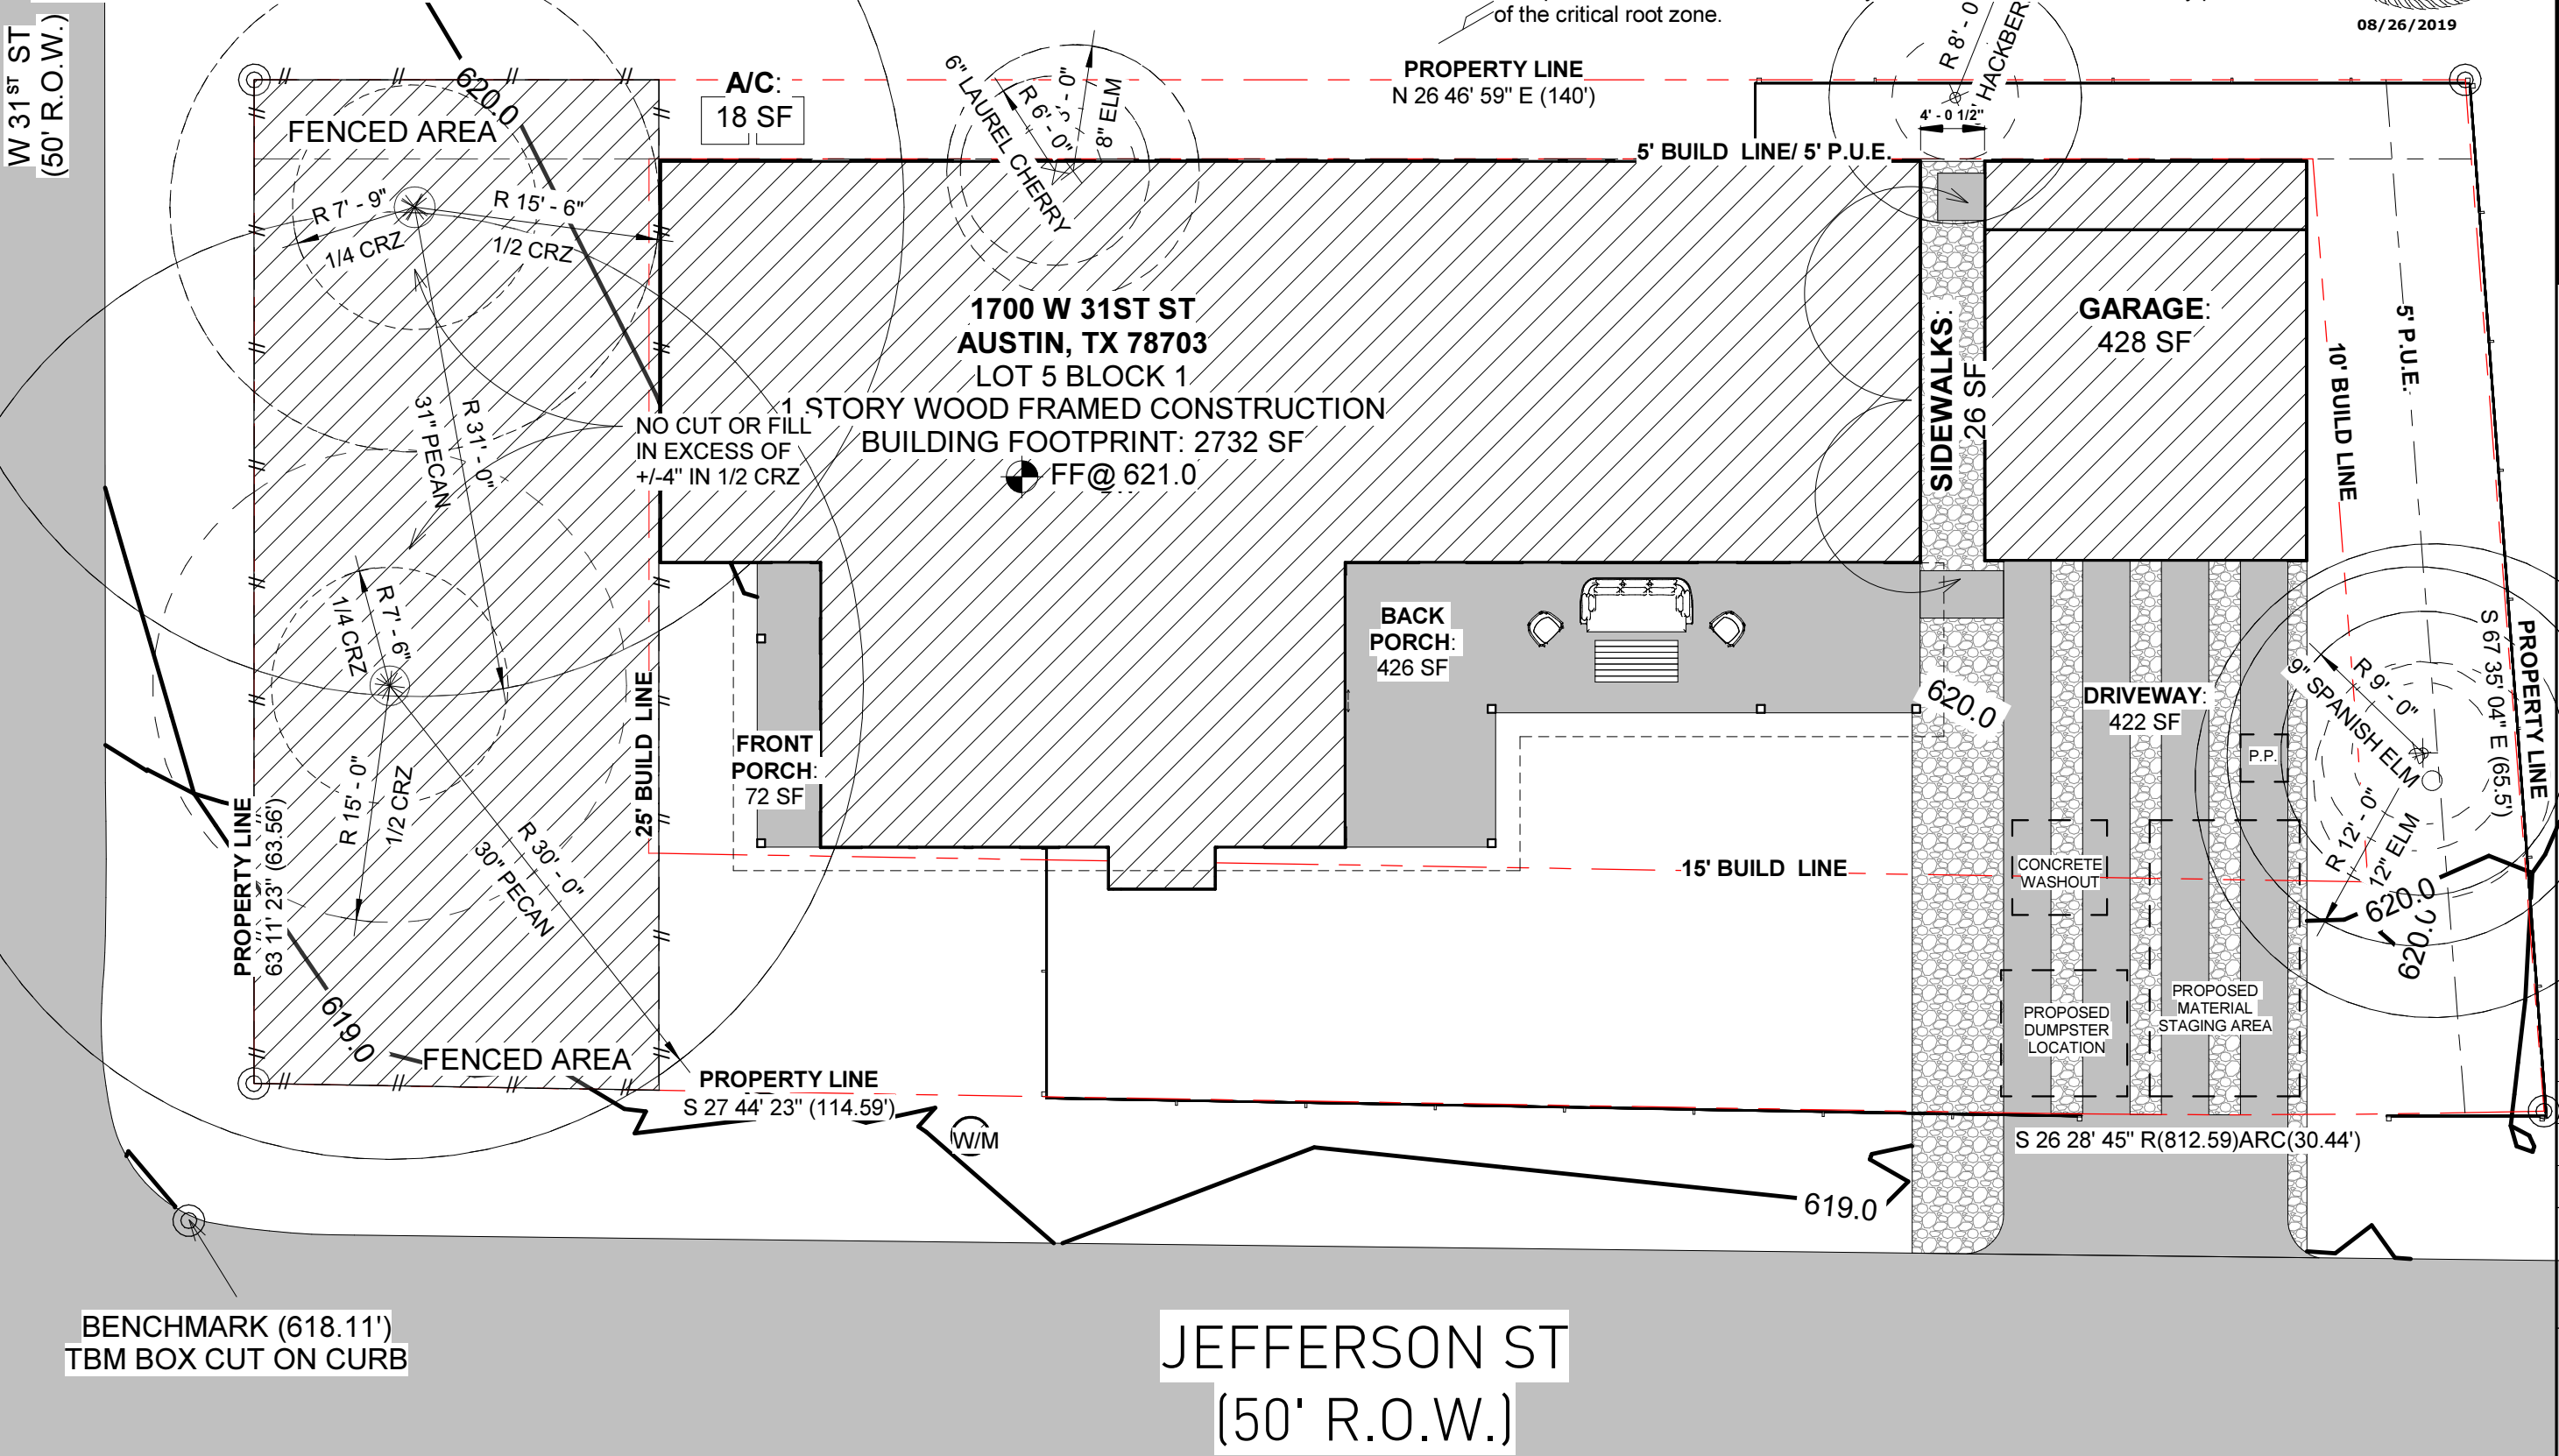 of the critical root zone.
08/26/2019
W 31ST ST
(50' R.O.W.)
620.0
FENCED AREA
A/C:
18 SF
6" LAUREL CHERRY
R 6' - 0"
8" ELM
PROPERTY LINE
N 26 46' 59" E (140')
R 8' - 0
4' - 0 1/2"
5' BUILD LINE/ 5' P.U.E.
R 7' - 9"
1/4 CRZ
R 15' - 6"
1/2 CRZ
31" PECAN
R 31' - 0"
NO CUT OR FILL
IN EXCESS OF
+/-4" IN 1/2 CRZ
1700 W 31ST ST
AUSTIN, TX 78703
LOT 5 BLOCK 1
1 STORY WOOD FRAMED CONSTRUCTION
BUILDING FOOTPRINT: 2732 SF
FF@ 621.0
SIDEWALKS:
26 SF
GARAGE:
428 SF
10' BUILD LINE
5' P.U.E.
R 7' - 6"
1/4 CRZ
R 15' - 0"
1/2 CRZ
R 30' - 0"
30" PECAN
25' BUILD LINE
FRONT
PORCH:
72 SF
BACK
PORCH:
426 SF
620.0
DRIVEWAY:
422 SF
P.P.
9" SPANISH ELM
R 9' - 0"
R 12' - 0"
12" ELM
PROPERTY LINE
S 67 35' 04" E (65.5')
620.0
620.0
15' BUILD LINE
CONCRETE
WASHOUT
PROPOSED
DUMPSTER
LOCATION
PROPOSED
MATERIAL
STAGING AREA
PROPERTY LINE
63 11' 23" (63.56')
619.0
FENCED AREA
PROPERTY LINE
S 27 44' 23" (114.59')
W/M
S 26 28' 45" R(812.59)ARC(30.44')
619.0
BENCHMARK (618.11')
TBM BOX CUT ON CURB
JEFFERSON ST
(50' R.O.W.)